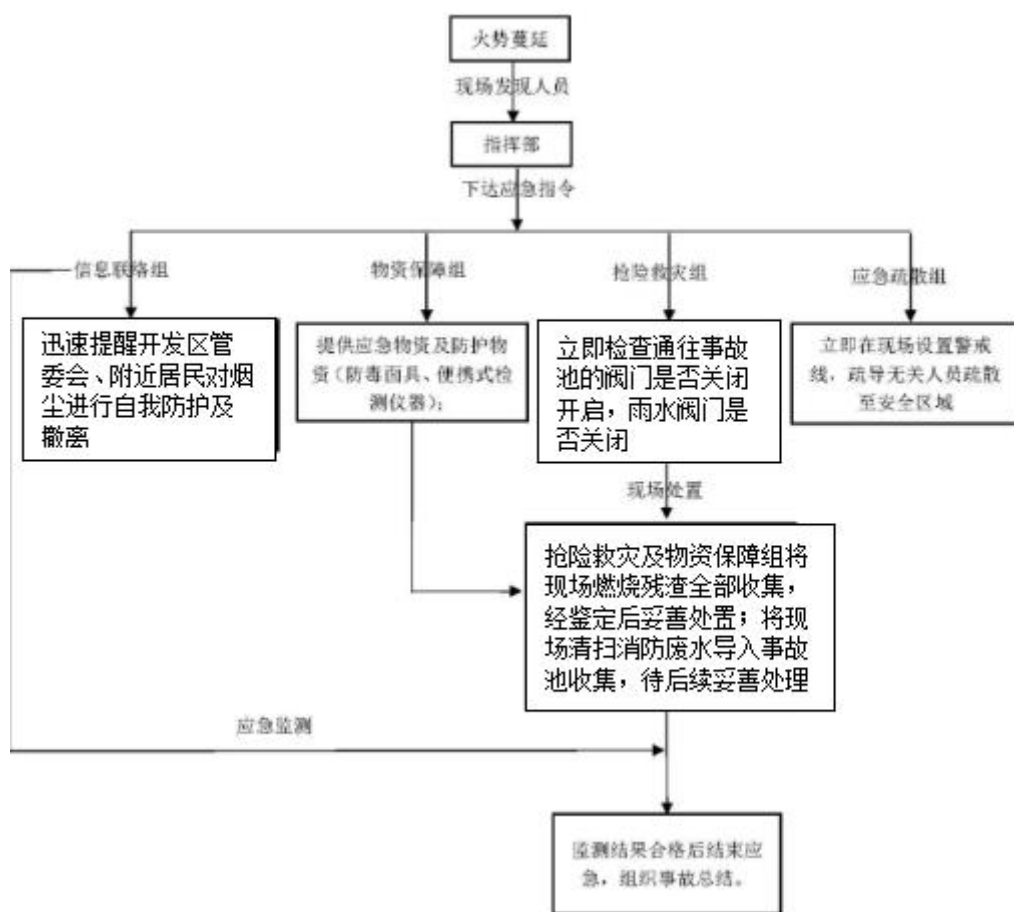 火势蔓延
现场发现人员
指挥部
下达应急指令
信息联络组
物资保障组
抢险救灾组
应急疏散组
迅速提醒开发区管
委会、附近居民对烟
尘进行自我防护及
撤离
提供应急物资及防护物
资(防毒面具、便携式检
测仪器);
立即检查通往事故
池的阀门是否关闭
开启，雨水阀门是
否关闭
立即在现场设置警戒
线，疏导无关人员疏散
至安全区域
现场处置
抢险救灾及物资保障组将
现场燃烧残渣全部收集，
经鉴定后妥善处置；将现
场清扫消防废水导入事故
池收集，待后续妥善处理
应急监测
监测结果合格后结束应
急，组织事故总结。